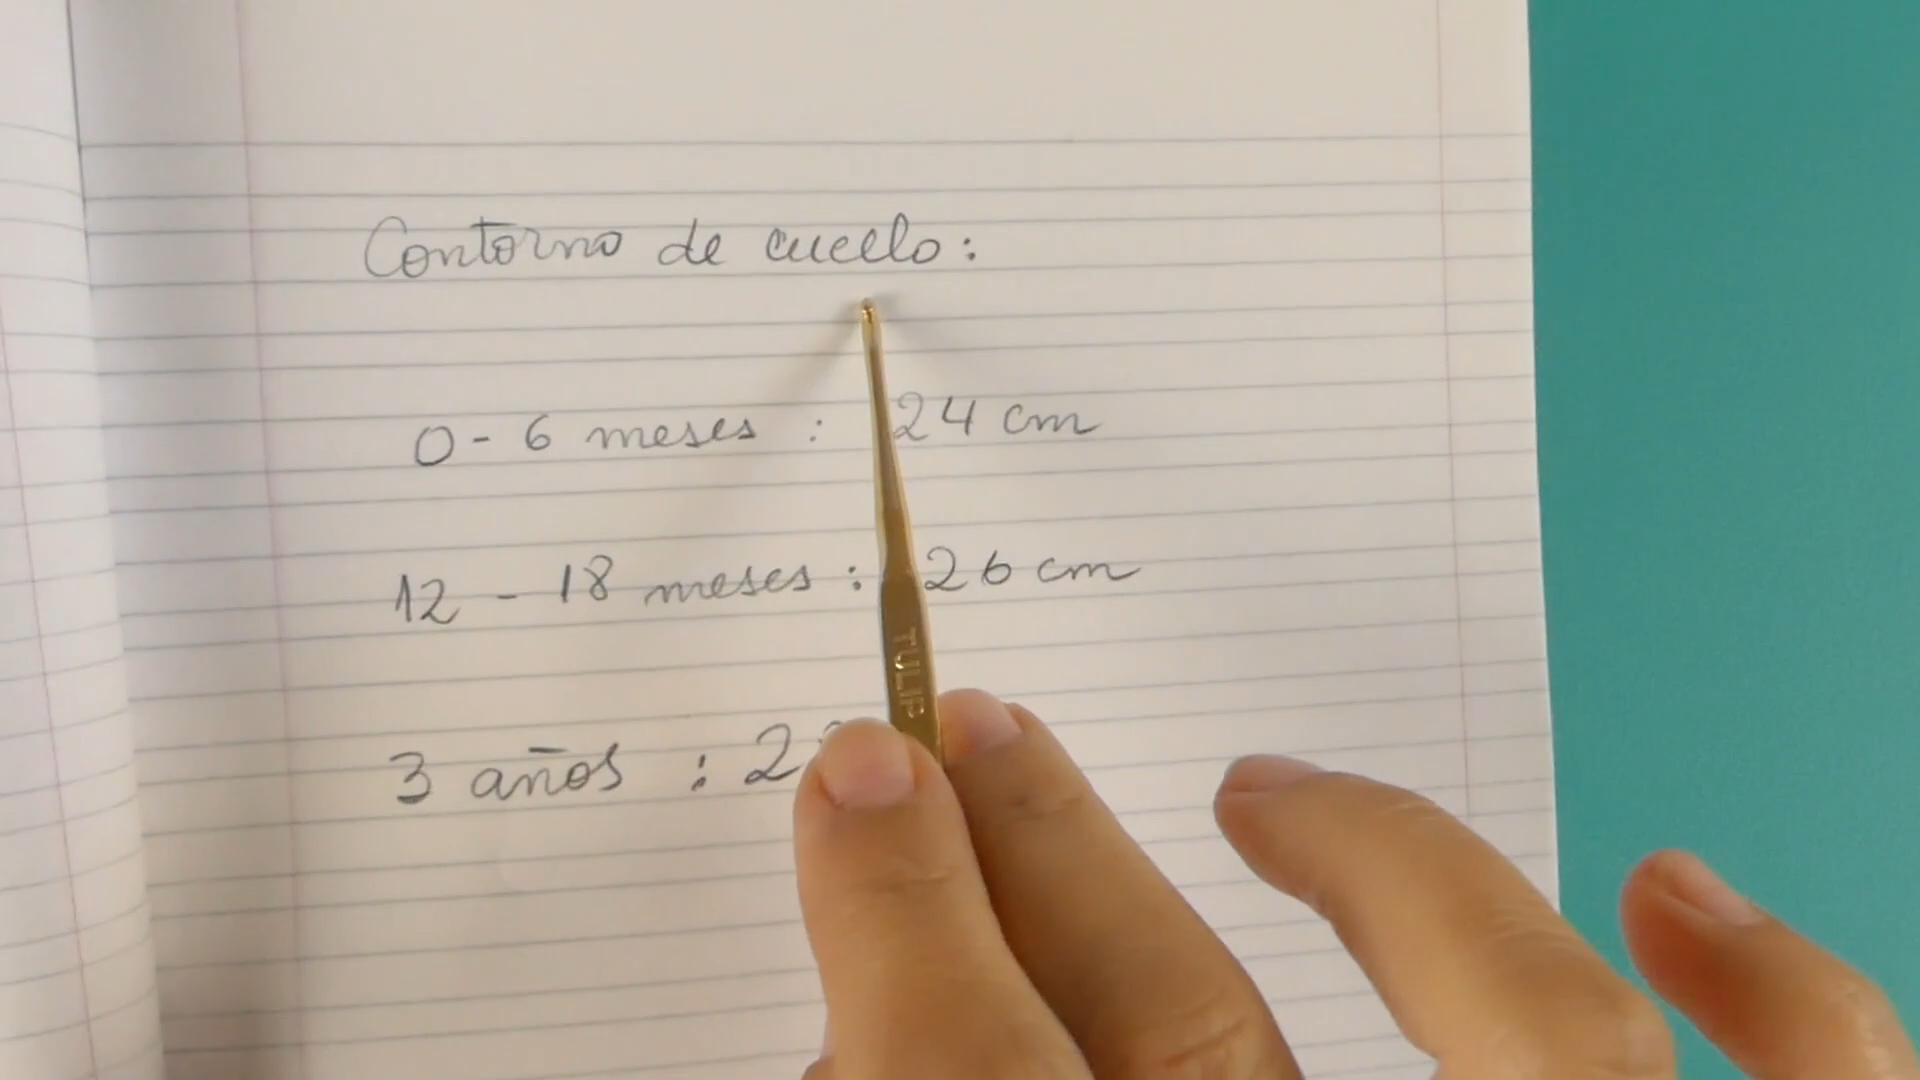 Contorno de cuello:
0 - 6 meses : 24 cm
12 - 18 meses : 26 cm
3 años :
TULIP